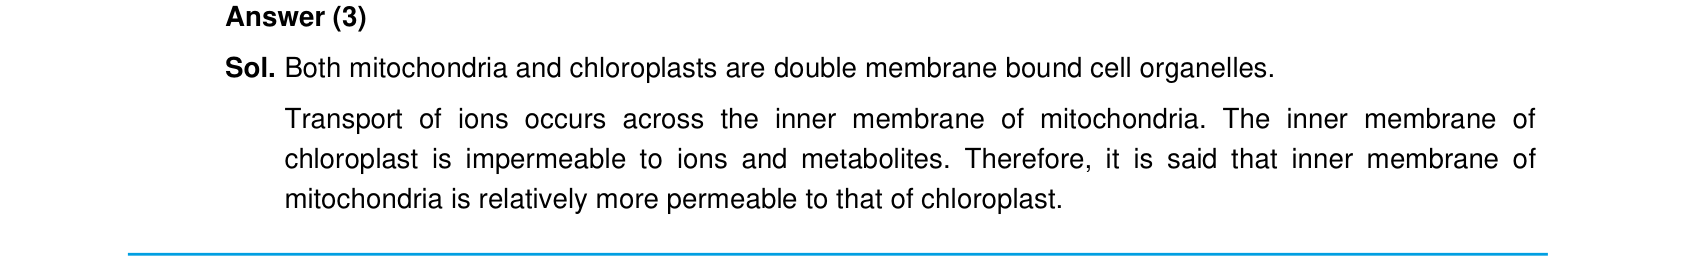 Answer (3)
Sol. Both mitochondria and chloroplasts are double membrane bound cell organelles.
Transport of ions occurs across the inner membrane of mitochondria. The inner membrane of
chloroplast is impermeable to ions and metabolites. Therefore, it is said that inner membrane of
mitochondria is relatively more permeable to that of chloroplast.